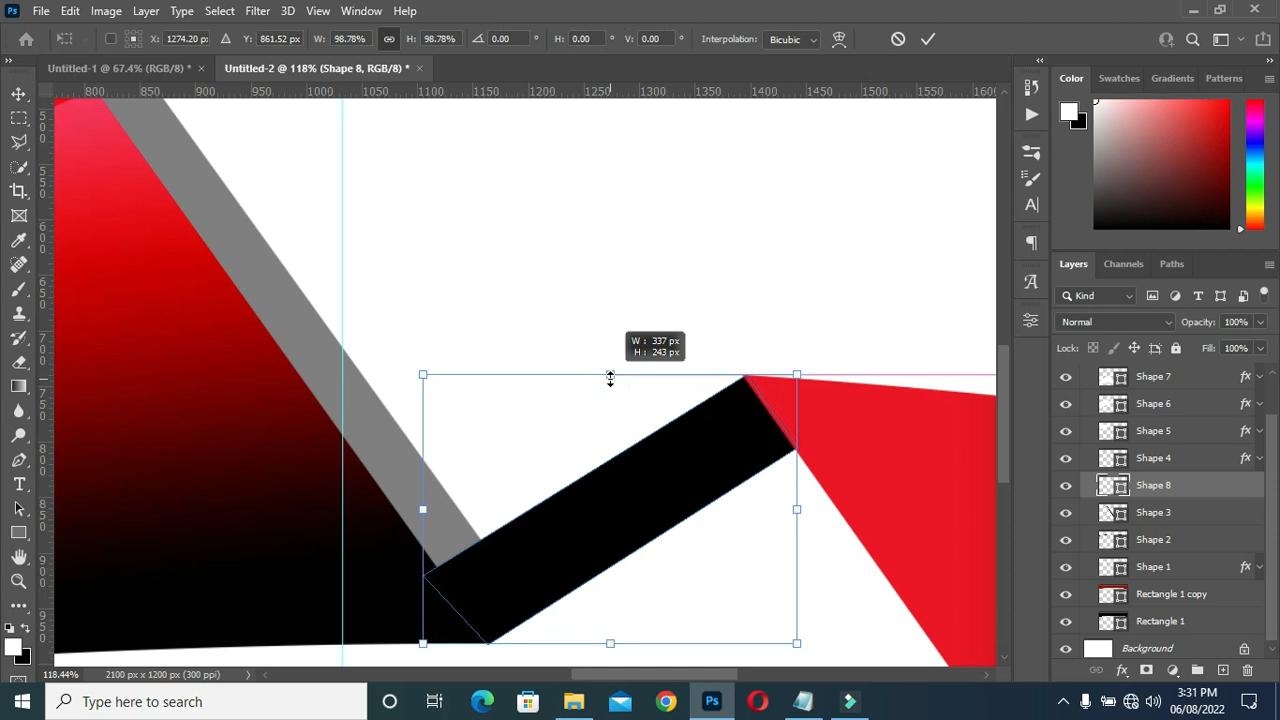 Ps File Edit Image Layer Type Select Filter 3D View Window Help
X: 1274.20 px Y: 861.52 px W: 98.78% H: 98.78% 0.00 ° H: 0.00 ° V: 0.00 ° Interpolation: Bicubic
Untitled-1 @ 67.4% (RGB/8) * × Untitled-2 @ 118% (Shape 8, RGB/8) * ×
800 850 900 950 1000 1050 1100 1150 1200 1250 1300 1350 1400 1450 1500 1550 1600
Color Swatches Gradients Patterns
W: 337 px
H: 243 px
Layers Channels Paths
Kind
Normal Opacity: 100%
Lock: Fill: 100%
Shape 7 fx
Shape 6 fx
Shape 5 fx
Shape 4 fx
Shape 8
Shape 3
Shape 2
Shape 1 fx
Rectangle 1 copy
Rectangle 1
Background
118.44% 2100 px x 1200 px (300 ppi)
Type here to search
3:31 PM
06/08/2022